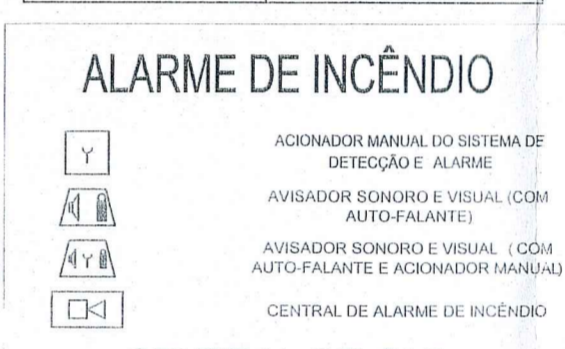 ALARME DE INCÊNDIO
Y
ACIONADOR MANUAL DO SISTEMA DE
DETECÇÃO E ALARME
AVISADOR SONORO E VISUAL (COM
AUTO-FALANTE)
Y
AVISADOR SONORO E VISUAL ( COM
AUTO-FALANTE E ACIONADOR MANUAL)
CENTRAL DE ALARME DE INCÊNDIO